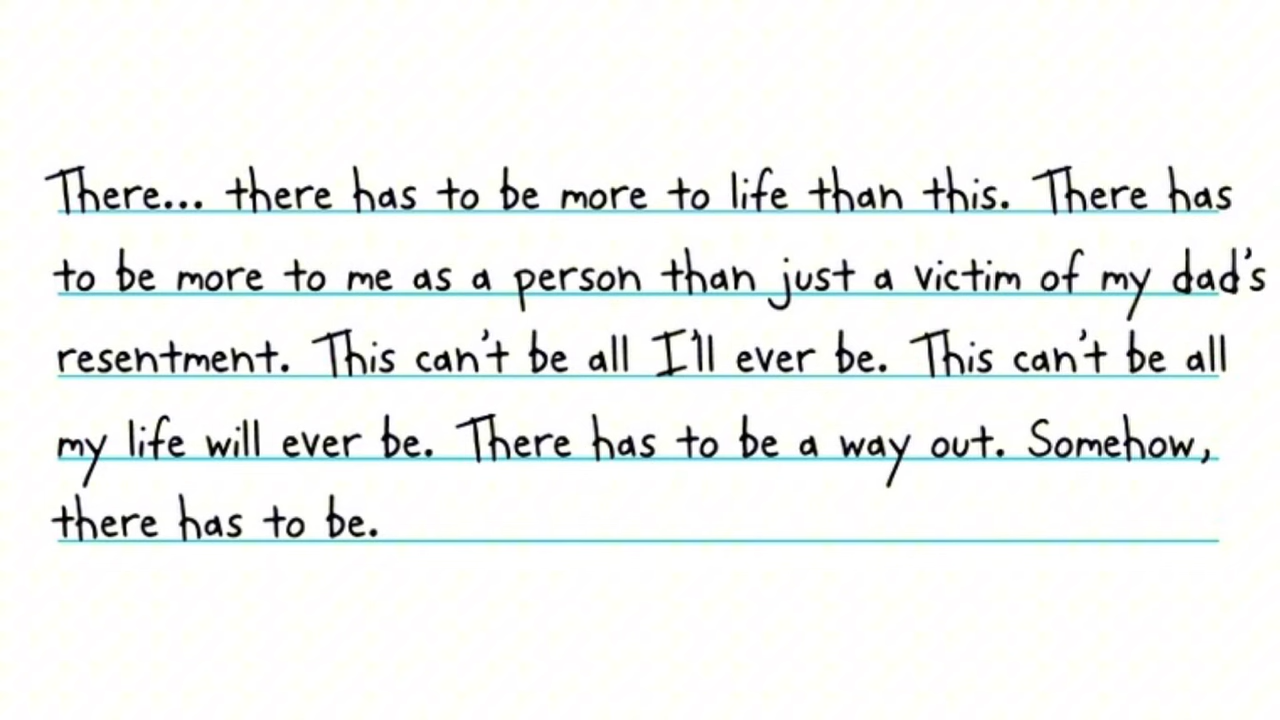 There... there has to be more to life than this. There has
to be more to me as a person than just a victim of my dad's
resentment. This can't be all I'll ever be. This can't be all
my life will ever be. There has to be a way out. Somehow,
there has to be.